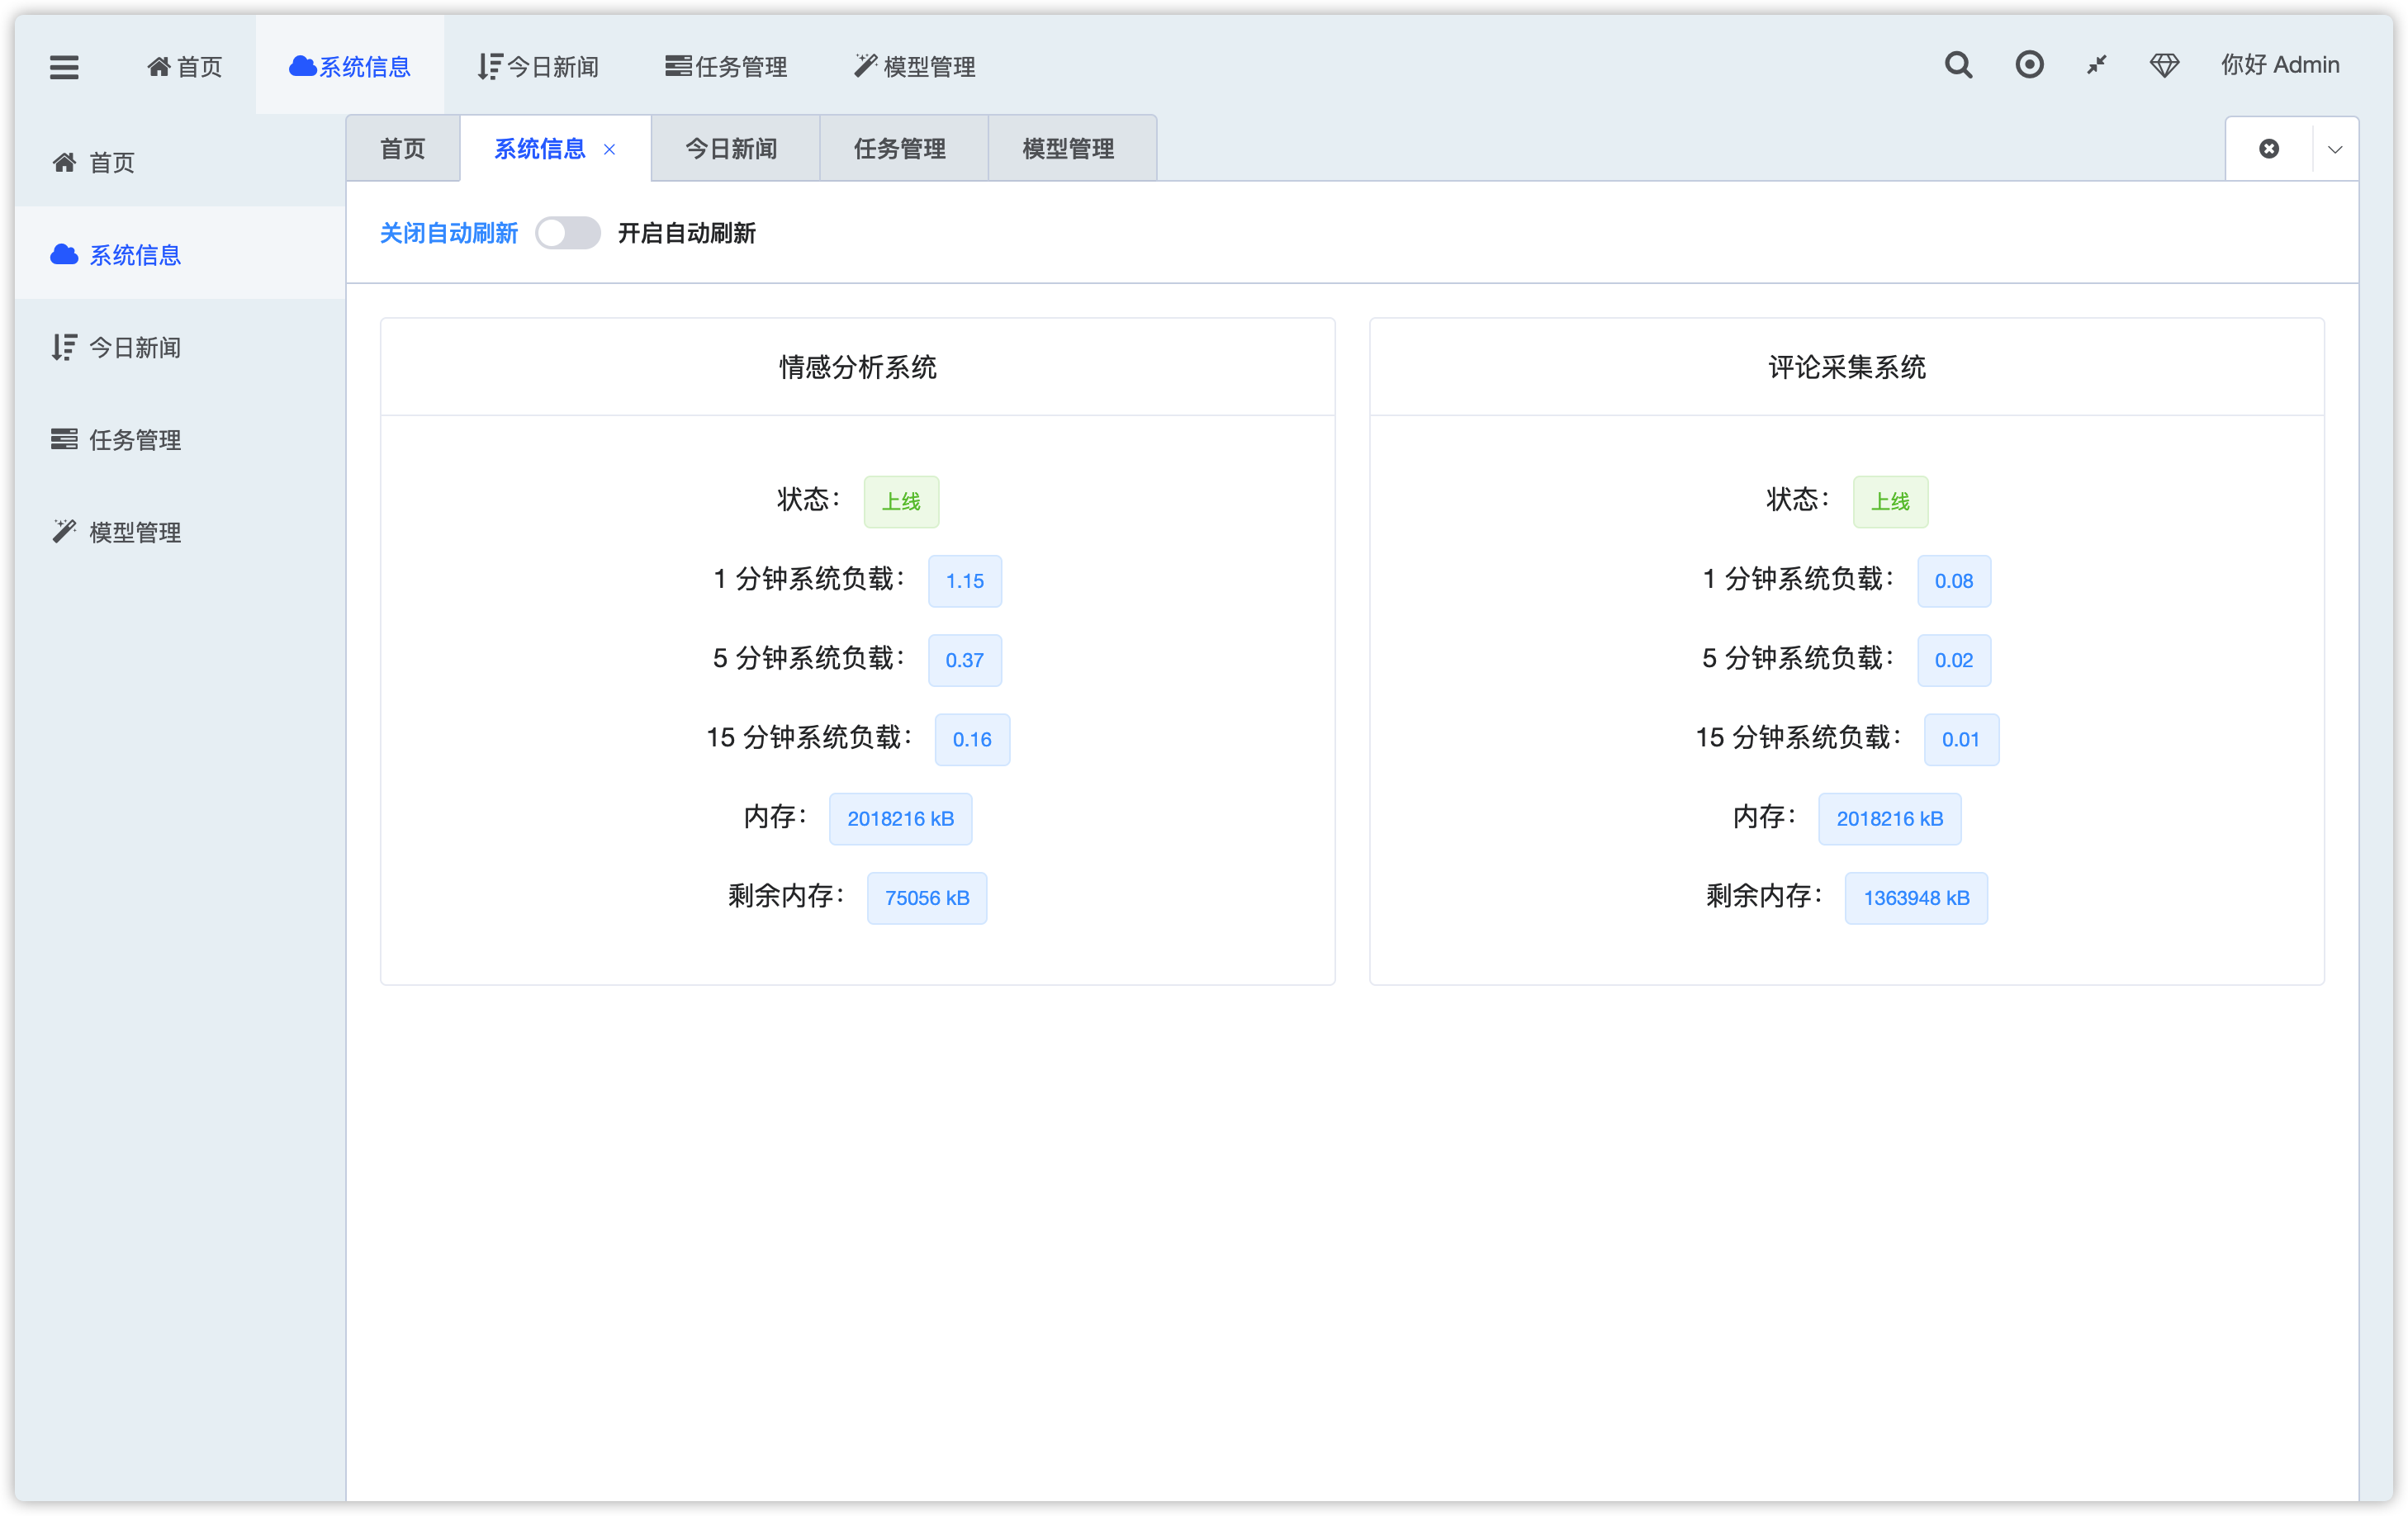 首页 系统信息 今日新闻 任务管理 模型管理 你好 Admin
首页
系统信息
今日新闻
任务管理
模型管理
首页 系统信息 今日新闻 任务管理 模型管理
关闭自动刷新 开启自动刷新
情感分析系统
状态： 上线
1 分钟系统负载： 1.15
5 分钟系统负载： 0.37
15 分钟系统负载： 0.16
内存： 2018216 kB
剩余内存： 75056 kB
评论采集系统
状态： 上线
1 分钟系统负载： 0.08
5 分钟系统负载： 0.02
15 分钟系统负载： 0.01
内存： 2018216 kB
剩余内存： 1363948 kB